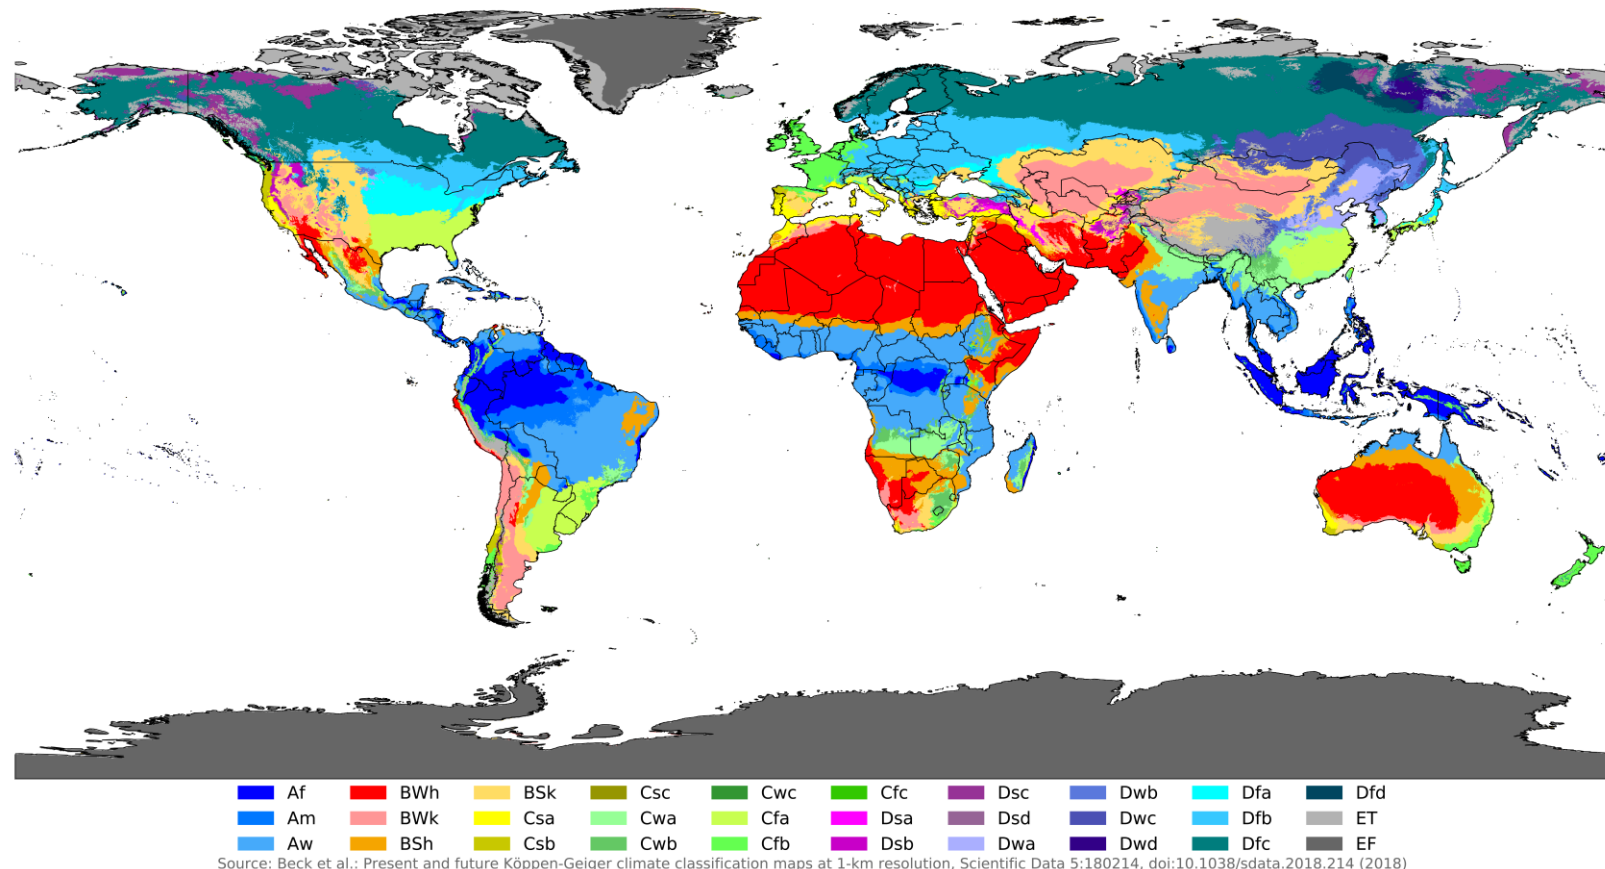 Af BWh BSk Csc Cwc Cfc Dsc Dwb Dfa Dfd
Am BWk Csa Cwa Cfa Dsa Dsd Dwc Dfb ET
Aw BSh Csb Cwb Cfb Dsb Dwa Dwd Dfc EF
Source: Beck et al.: Present and future Köppen-Geiger climate classification maps at 1-km resolution, Scientific Data 5:180214, doi:10.1038/sdata.2018.214 (2018)